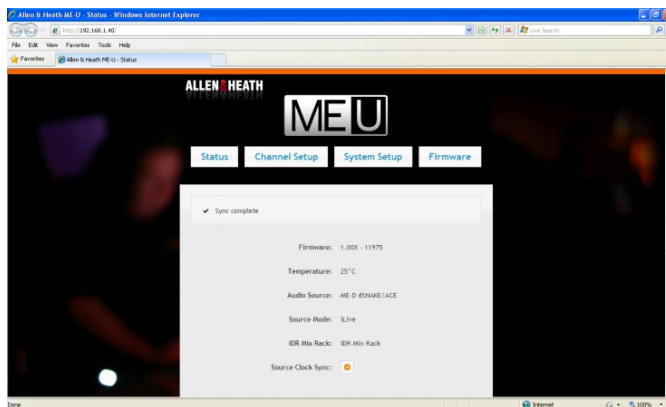 Allen & Heath ME-U - Status - Windows Internet Explorer
http://192.168.1.40/
Live Search
File Edit View Favorites Tools Help
Favorites Allen & Heath ME-U - Status
ALLEN&HEATH
ME U
Status Channel Setup System Setup Firmware
Sync complete
Firmware: 1.00X - 11975
Temperature: 25°C
Audio Source: ME-D dSNAKE/ACE
Source Mode: iLive
iDR Mix Rack: iDR Mix Rack
Source Clock Sync:
Done Internet 100%